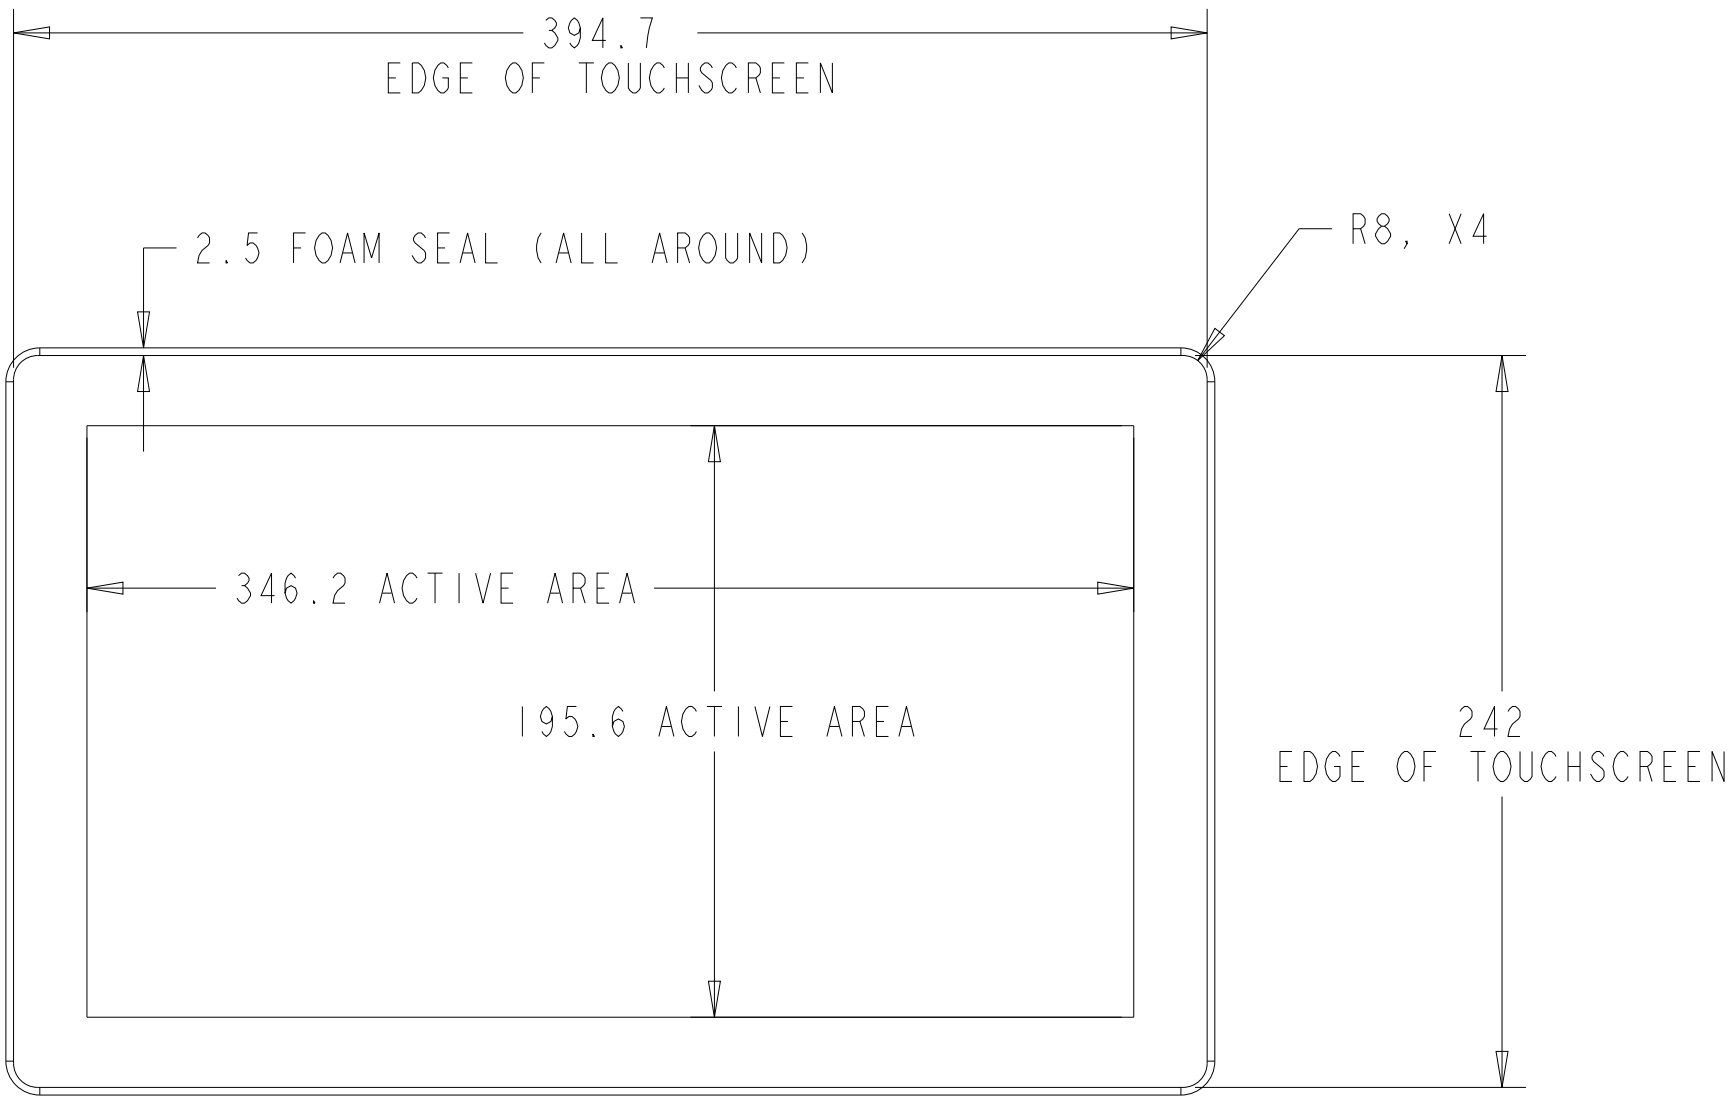 394.7
EDGE OF TOUCHSCREEN
R8, X4
2.5 FOAM SEAL (ALL AROUND)
346.2 ACTIVE AREA
195.6 ACTIVE AREA
242
EDGE OF TOUCHSCREEN